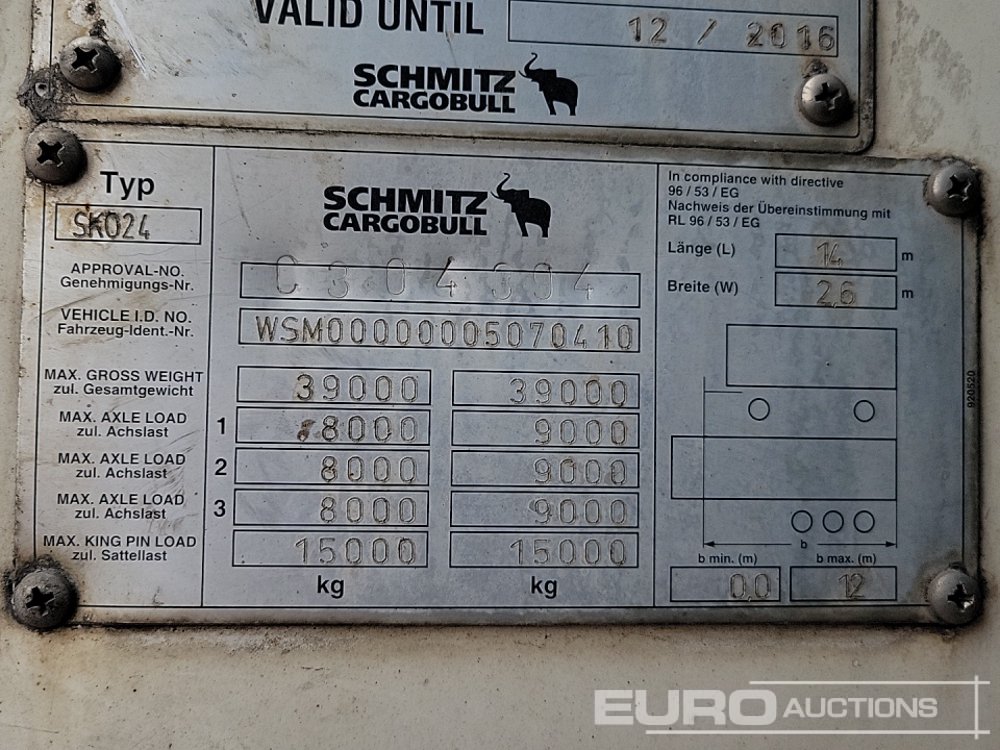 VALID UNTIL 12 / 2016
SCHMITZ
CARGOBULL
Typ
SKO24
SCHMITZ
CARGOBULL
APPROVAL-NO.
Genehmigungs-Nr.
C304394
VEHICLE I.D. NO.
Fahrzeug-Ident.-Nr.
WSM00000005070410
MAX. GROSS WEIGHT
zul. Gesamtgewicht
39000 39000
MAX. AXLE LOAD
zul. Achslast
1 8000 9000
MAX. AXLE LOAD
zul. Achslast
2 8000 9000
MAX. AXLE LOAD
zul. Achslast
3 8000 9000
MAX. KING PIN LOAD
zul. Sattellast
15000 15000
kg kg
In compliance with directive
96 / 53 / EG
Nachweis der Übereinstimmung mit
RL 96 / 53 / EG
Länge (L) 14 m
Breite (W) 2,6 m
b
b min. (m) b max. (m)
0,0 12
920520
EURO AUCTIONS